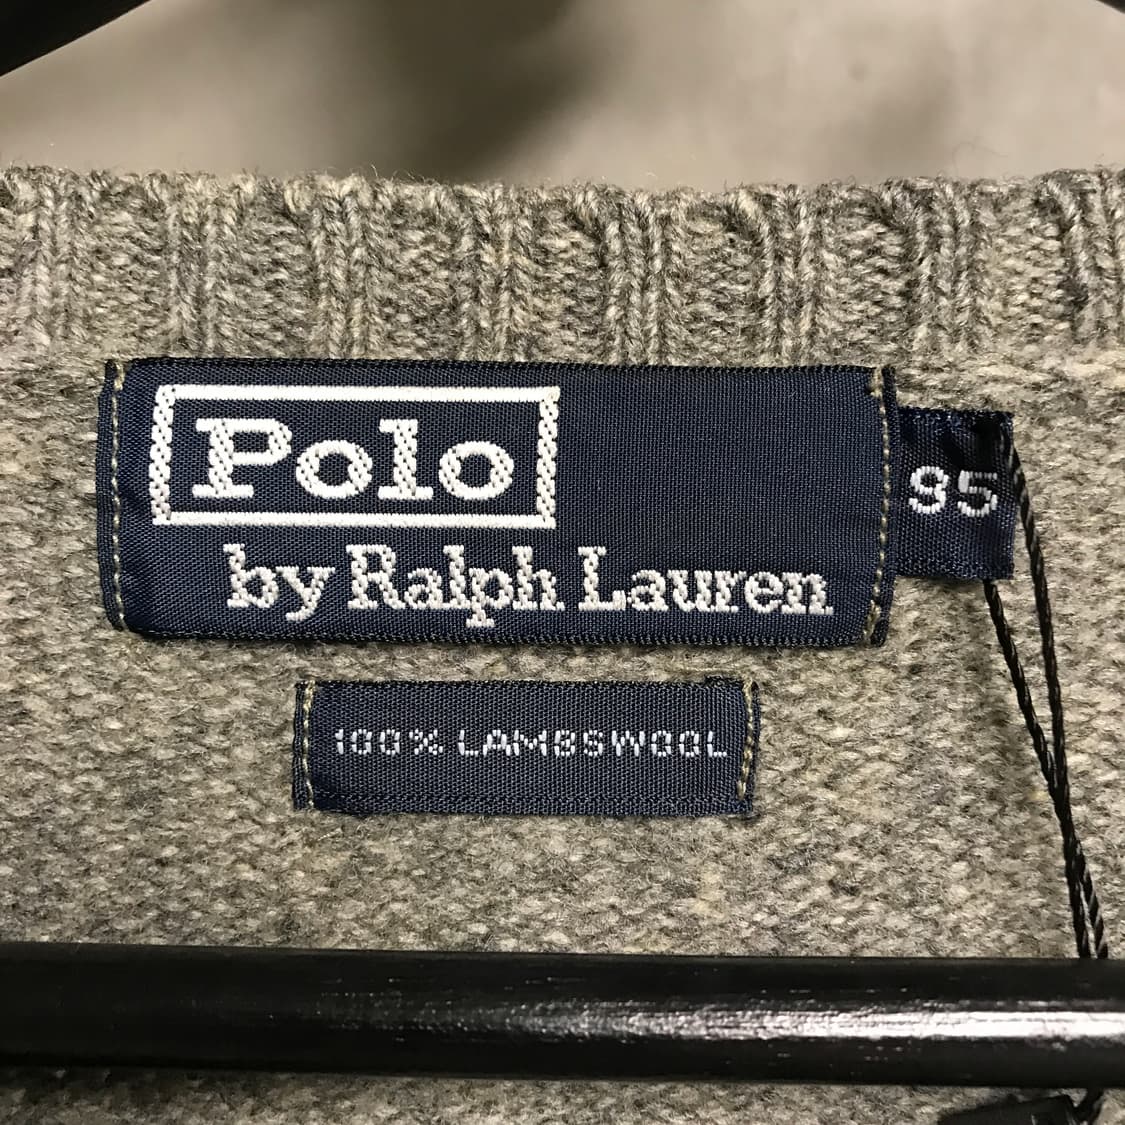 Polo
by Ralph Lauren
95
100% LAMBSWOOL